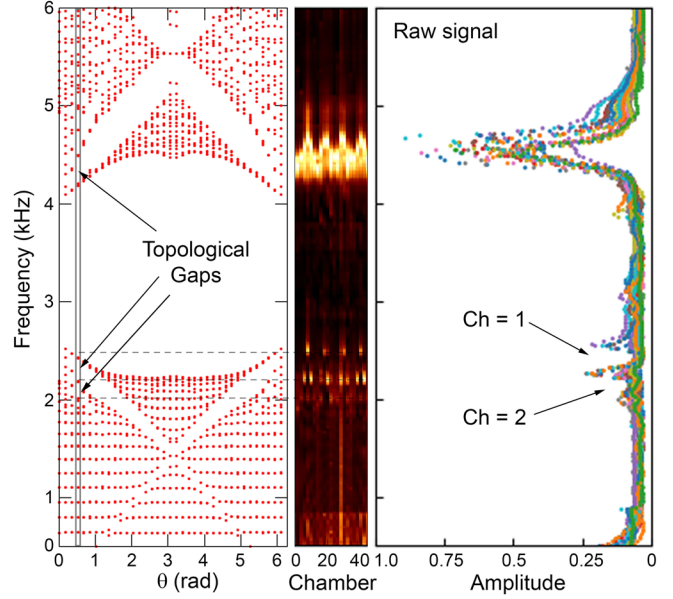 6
5
4
3
2
1
0
Frequency (kHz)
Topological
Gaps
0 1 2 3 4 5 6
θ (rad)
0 20 40
Chamber
Raw signal
Ch = 1
Ch = 2
1.0 0.75 0.5 0.25 0
Amplitude